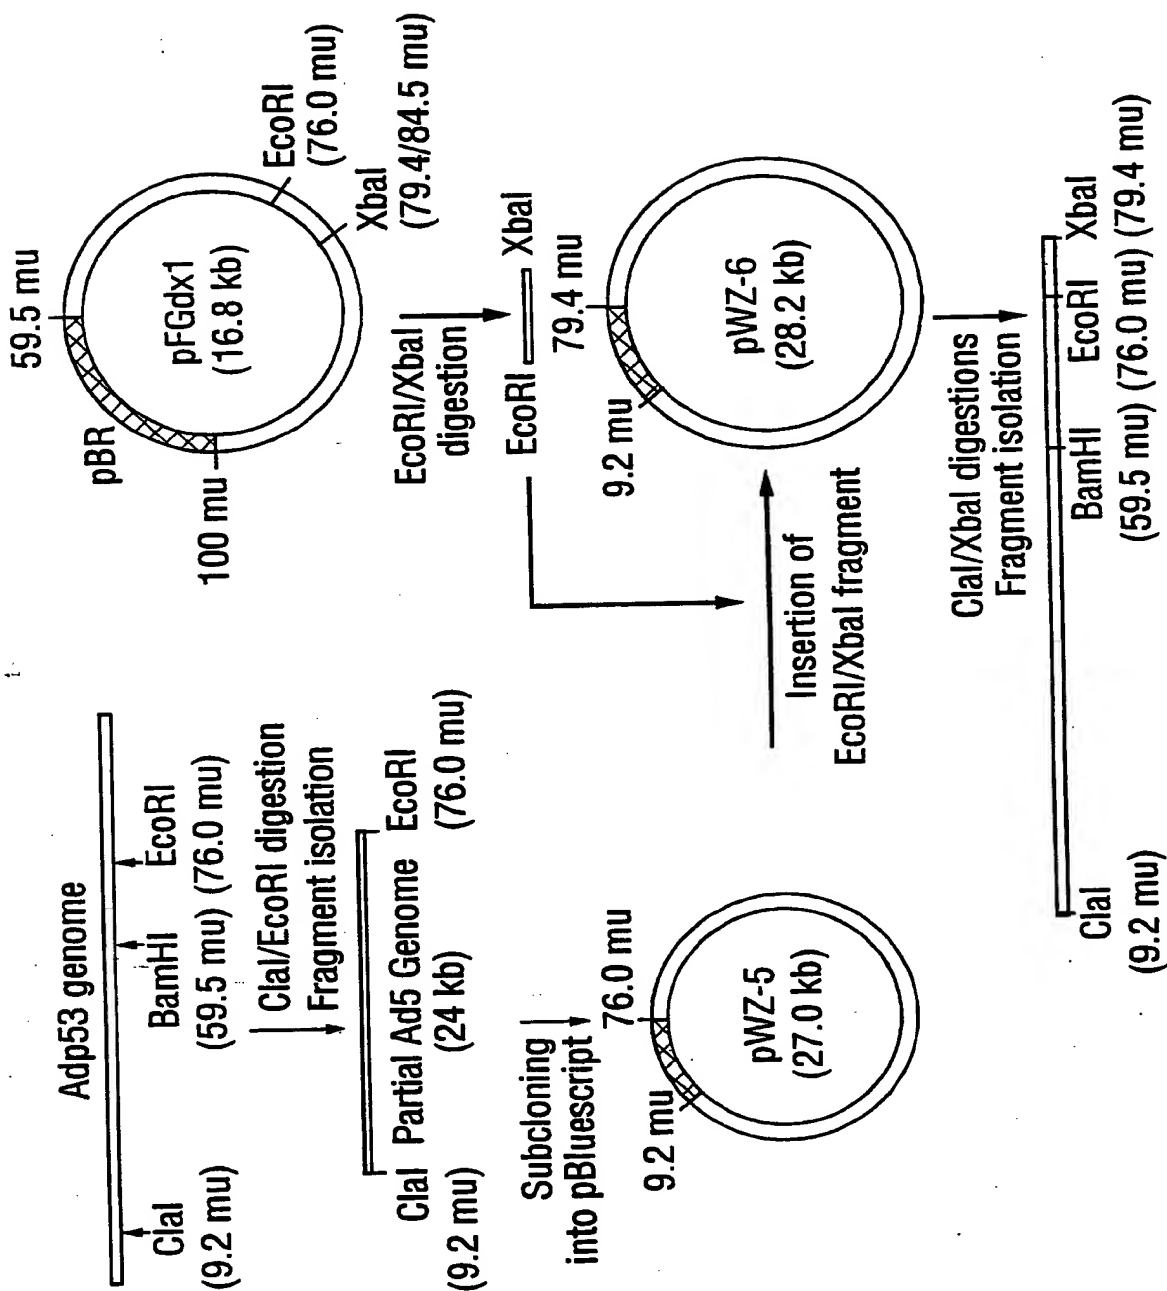 Adp53 genome
ClaI
(9.2 mu)
BamHI
(59.5 mu)
EcoRI
(76.0 mu)
ClaI/EcoRI digestion
Fragment isolation
ClaI
(9.2 mu)
Partial Ad5 Genome
(24 kb)
EcoRI
(76.0 mu)
Subcloning
into pBluescript
76.0 mu
9.2 mu
pWZ-5
(27.0 kb)
59.5 mu
pBR
pFGdx1
(16.8 kb)
100 mu
EcoRI
(76.0 mu)
XbaI
(79.4/84.5 mu)
EcoRI/XbaI
digestion
EcoRI
XbaI
79.4 mu
9.2 mu
pWZ-6
(28.2 kb)
Insertion of
EcoRI/XbaI fragment
ClaI/XbaI digestions
Fragment isolation
ClaI
(9.2 mu)
BamHI
(59.5 mu)
EcoRI
(76.0 mu)
XbaI
(79.4 mu)